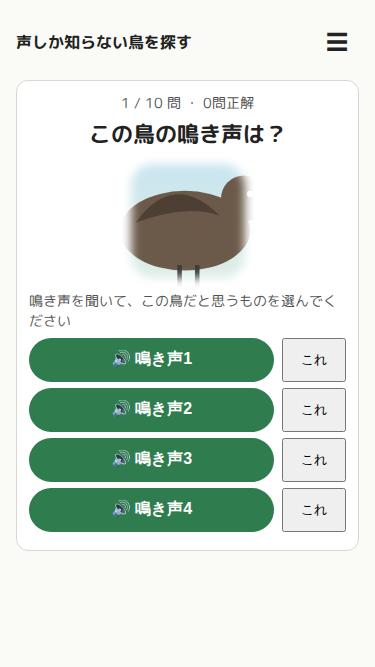 声しか知らない鳥を探す
1 / 10 問 · 0問正解
この鳥の鳴き声は？
鳴き声を聞いて、この鳥だと思うものを選んでく
ださい
🔊 鳴き声1
これ
🔊 鳴き声2
これ
🔊 鳴き声3
これ
🔊 鳴き声4
これ